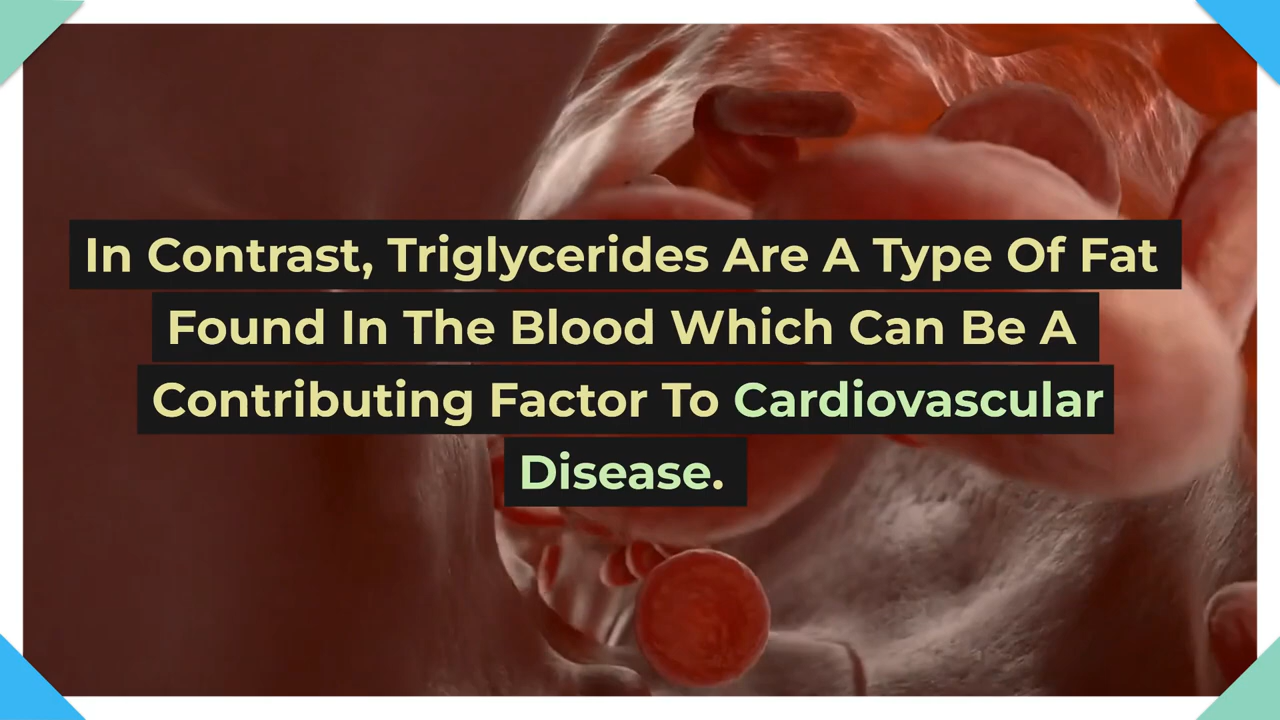 In Contrast, Triglycerides Are A Type Of Fat
Found In The Blood Which Can Be A
Contributing Factor To Cardiovascular
Disease.